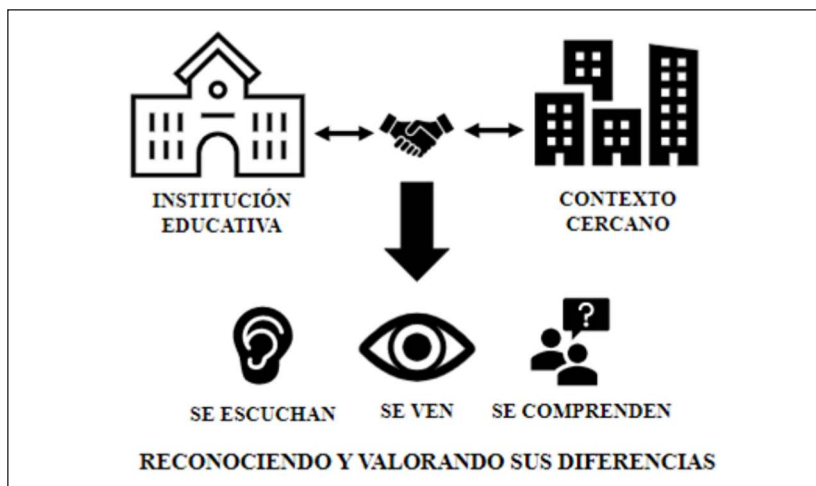 INSTITUCIÓN
EDUCATIVA
CONTEXTO
CERCANO
?
SE ESCUCHAN
SE VEN
SE COMPRENDEN
RECONOCIENDO Y VALORANDO SUS DIFERENCIAS